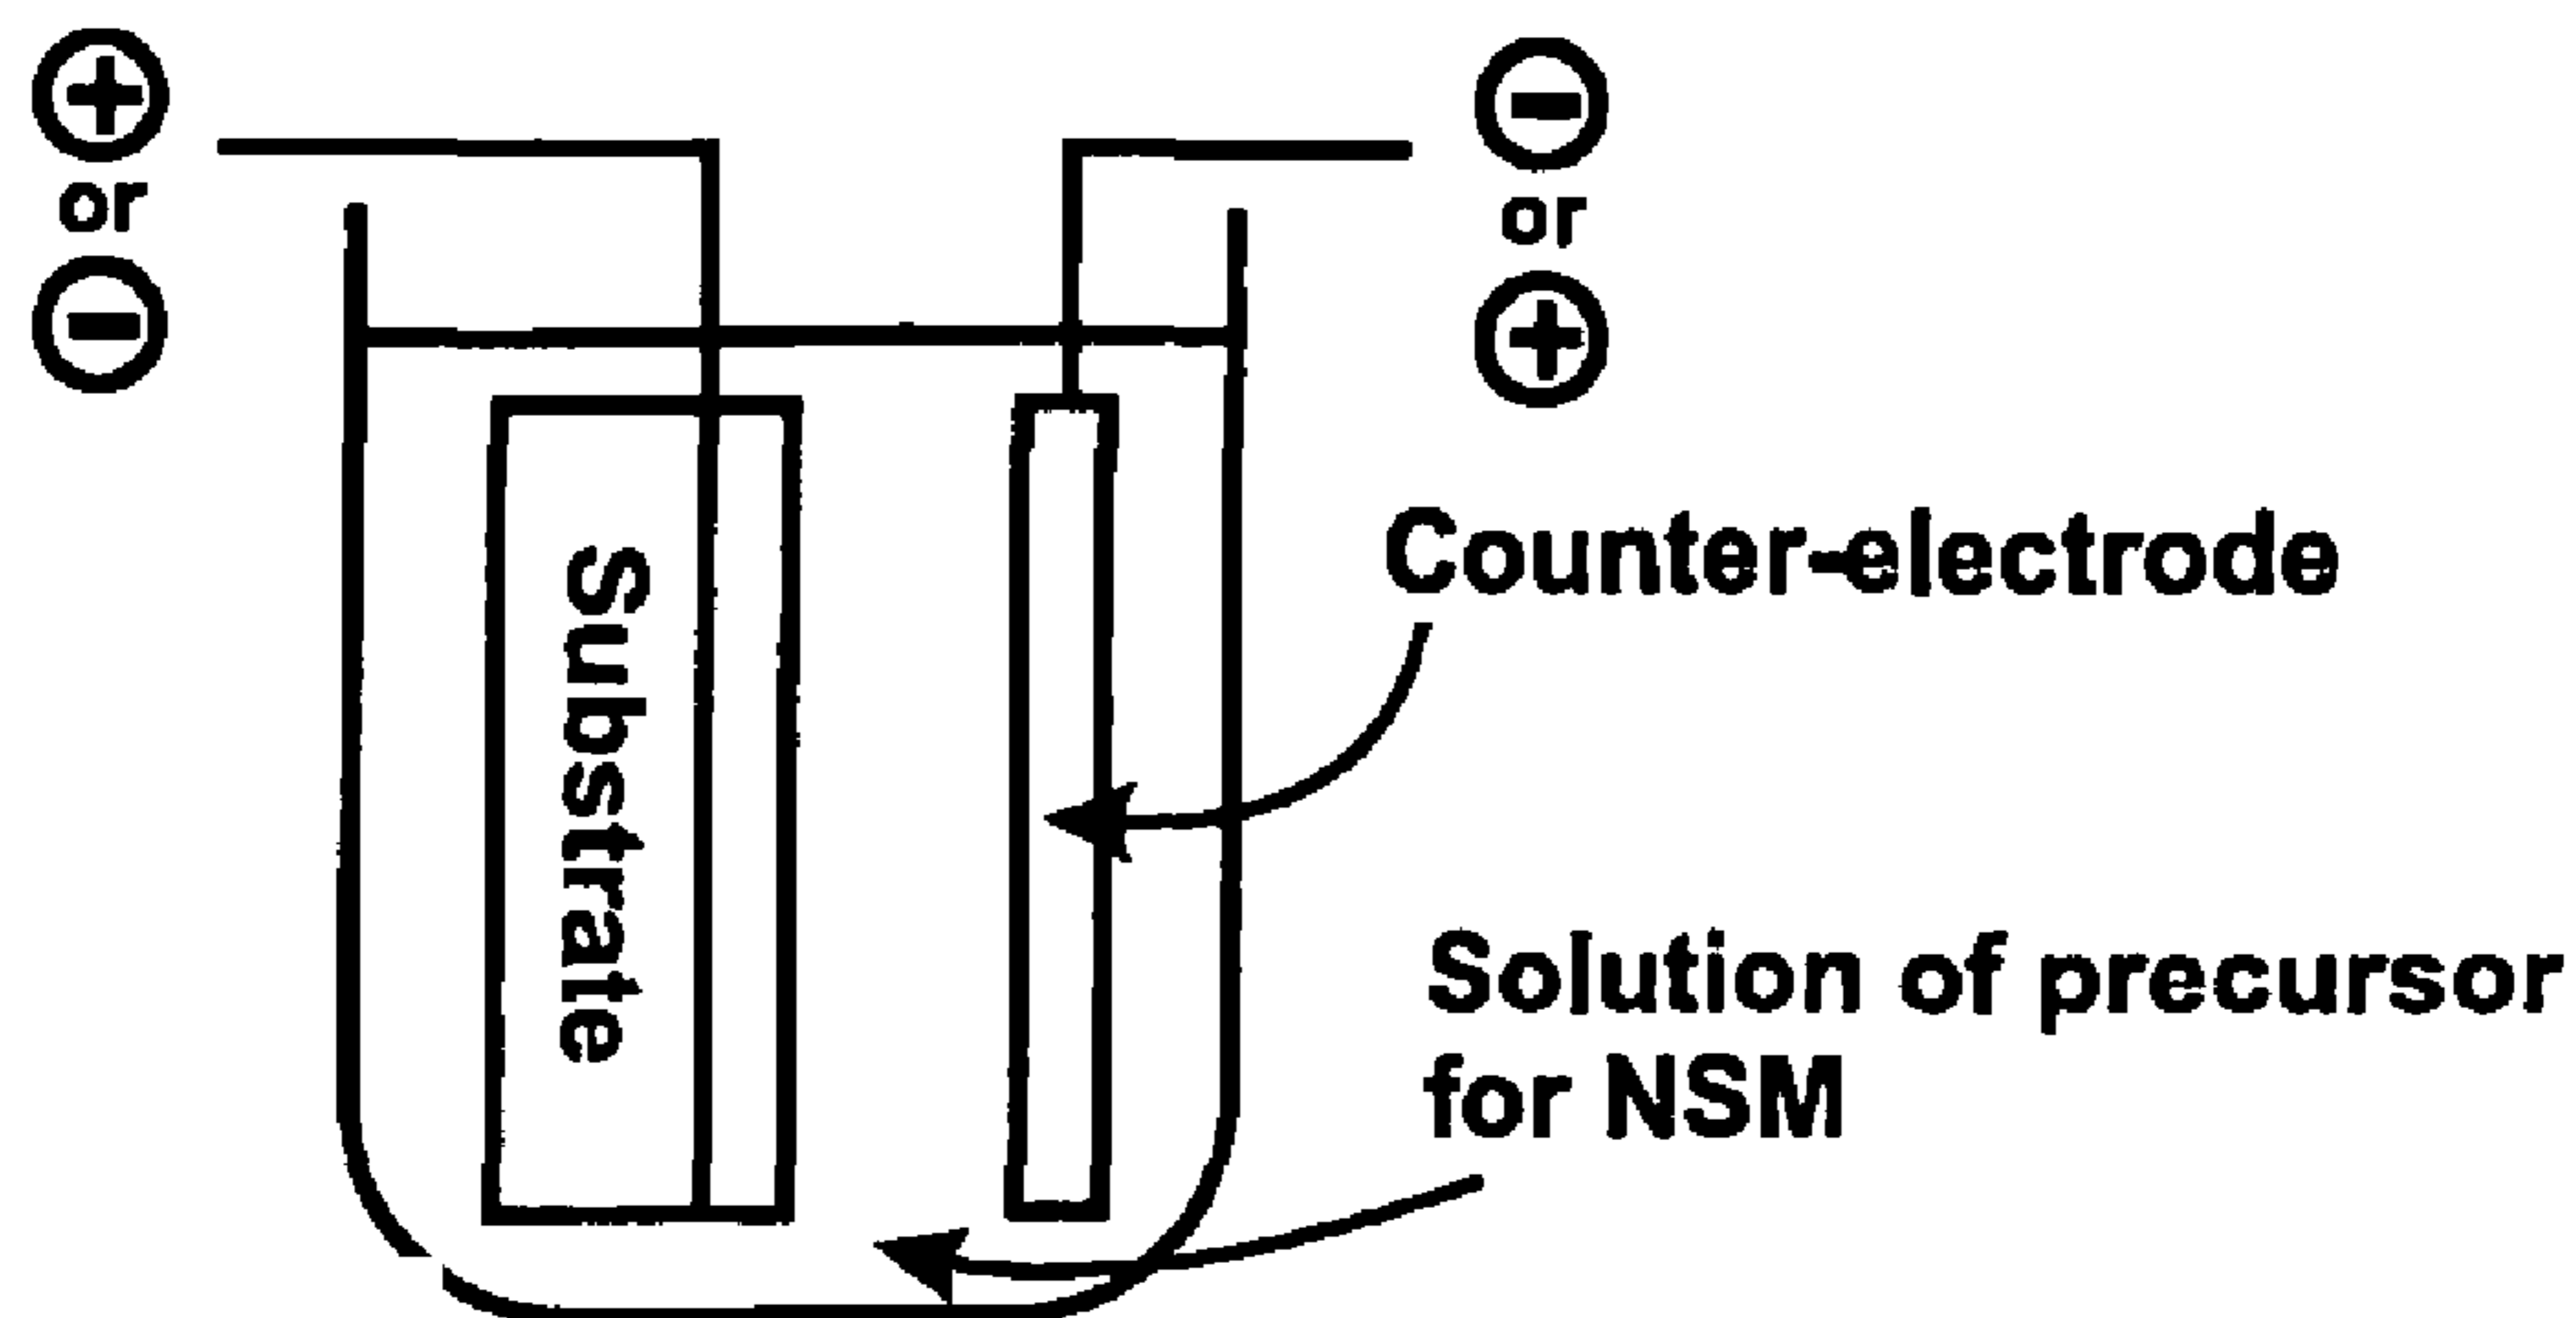 +
or
-
-
or
+
Counter-electrode
Substrate
Solution of precursor
for NSM